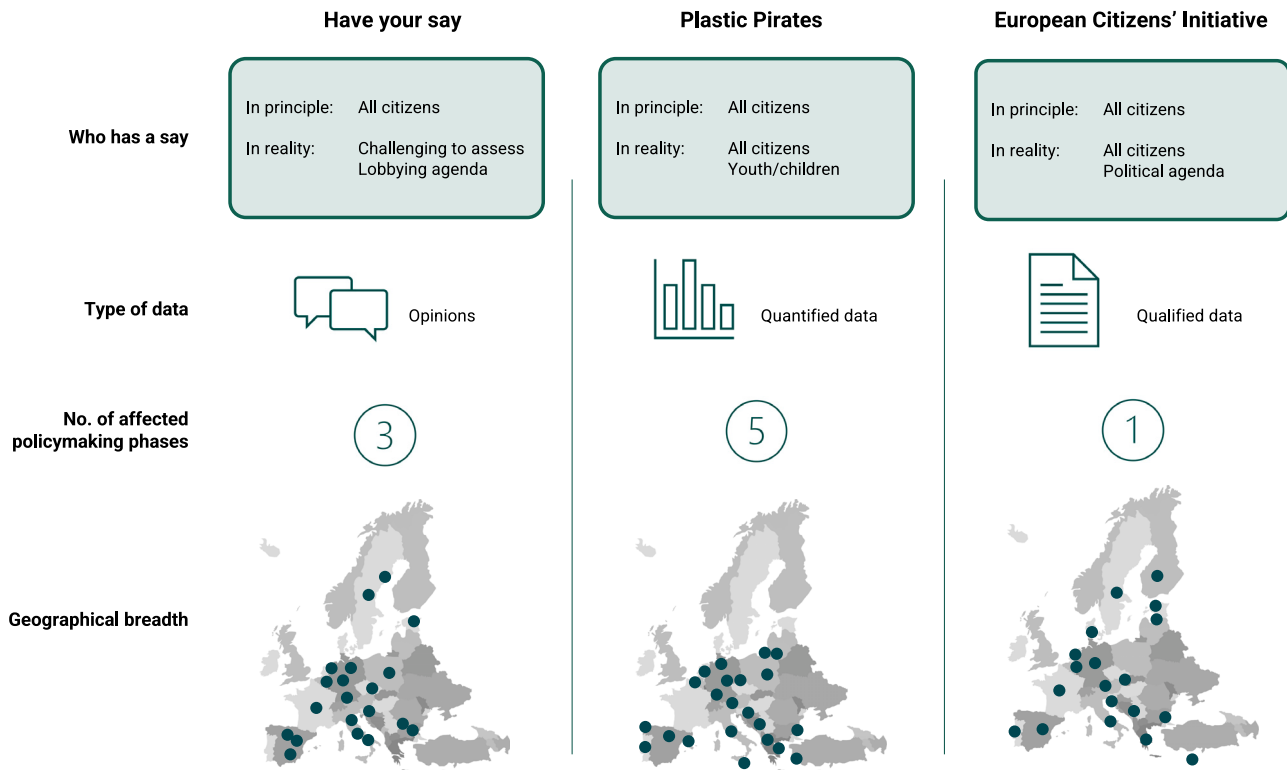 Have your say
Plastic Pirates
European Citizens’ Initiative
Who has a say
In principle: All citizens
In reality: Challenging to assess
Lobbying agenda
In principle: All citizens
In reality: All citizens
Youth/children
In principle: All citizens
In reality: All citizens
Political agenda
Type of data
Opinions
Quantified data
Qualified data
No. of affected
policymaking phases
3
5
1
Geographical breadth